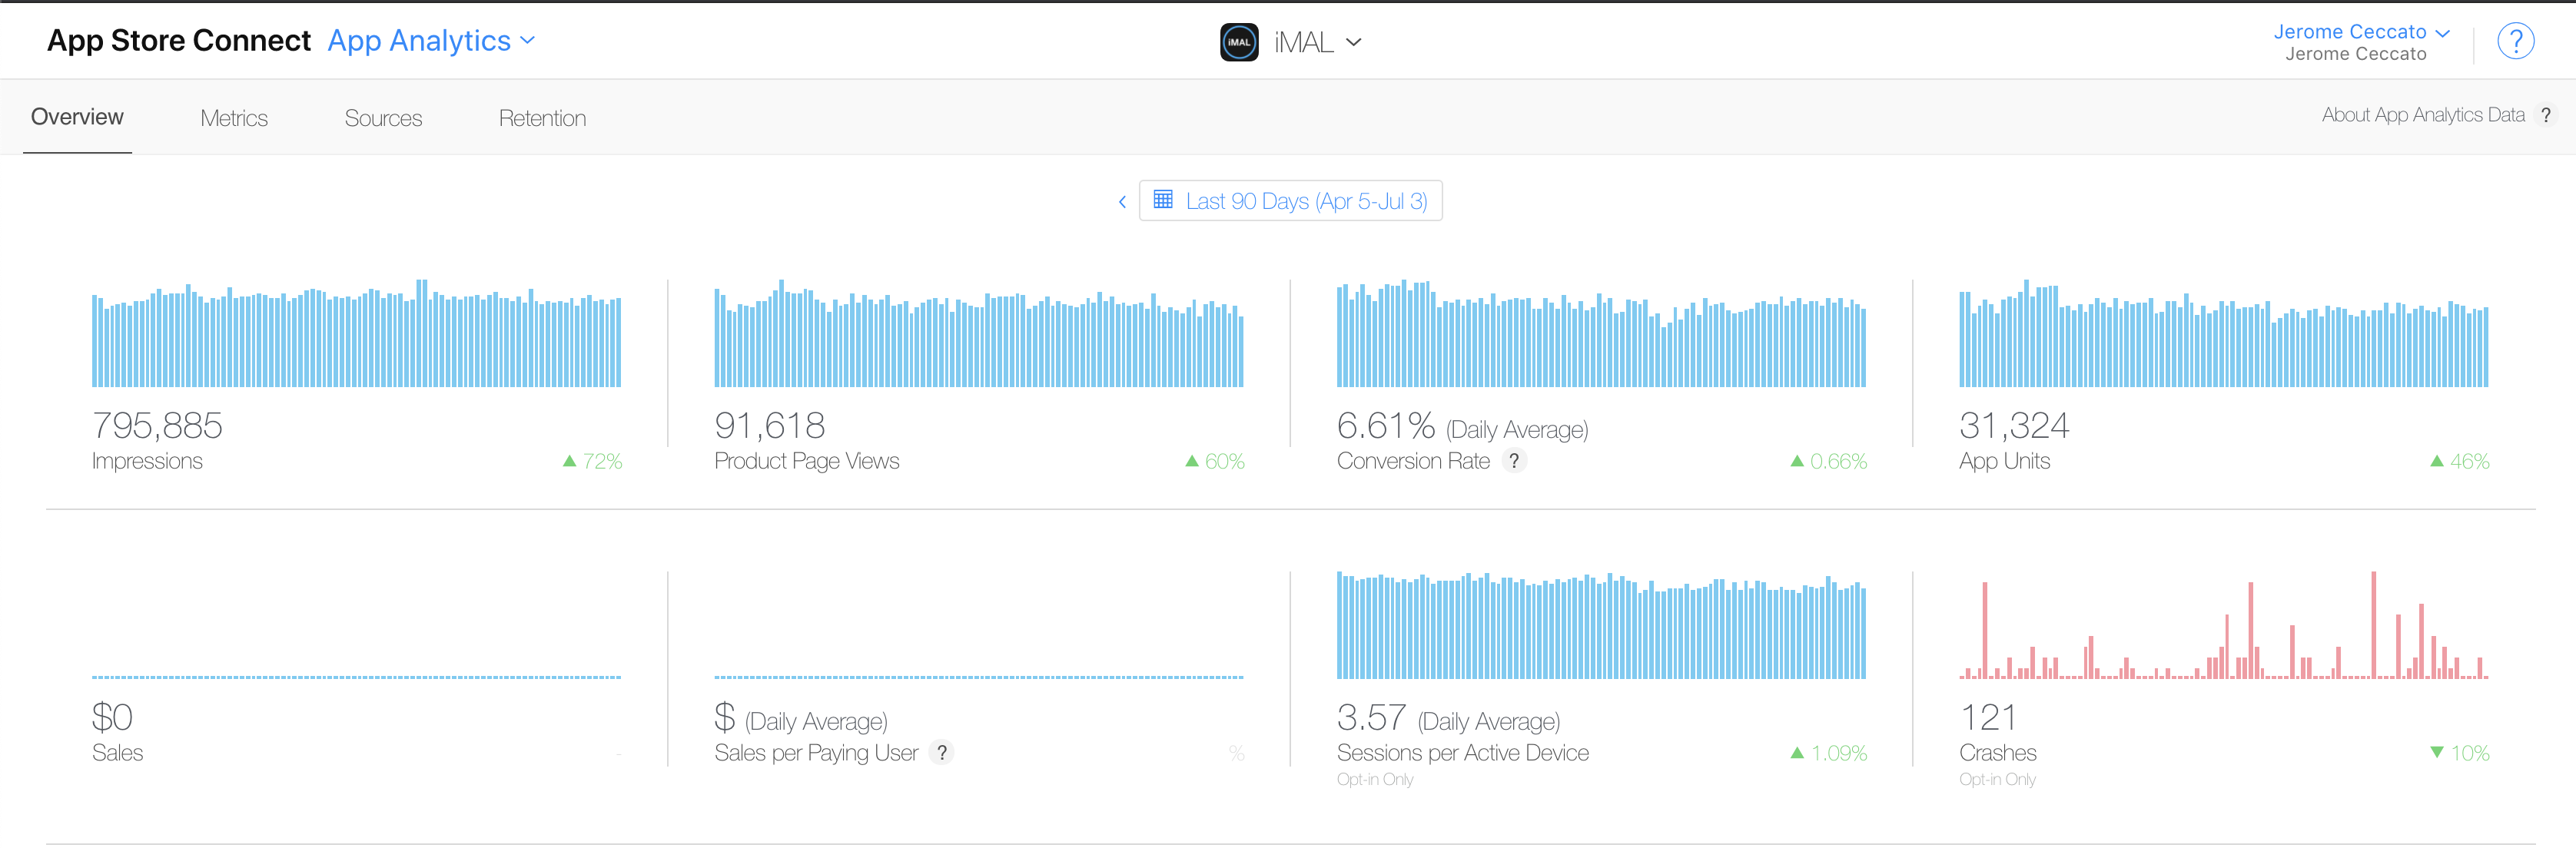 App Store Connect App Analytics
iMAL iMAL
Jerome Ceccato
Jerome Ceccato
?
Overview Metrics Sources Retention
About App Analytics Data ?
Last 90 Days (Apr 5-Jul 3)
795,885
Impressions
72%
91,618
Product Page Views
60%
6.61% (Daily Average)
Conversion Rate ?
0.66%
31,324
App Units
46%
$0
Sales
-
$ (Daily Average)
Sales per Paying User ?
%
3.57 (Daily Average)
Sessions per Active Device
1.09%
Opt-in Only
121
Crashes
10%
Opt-in Only